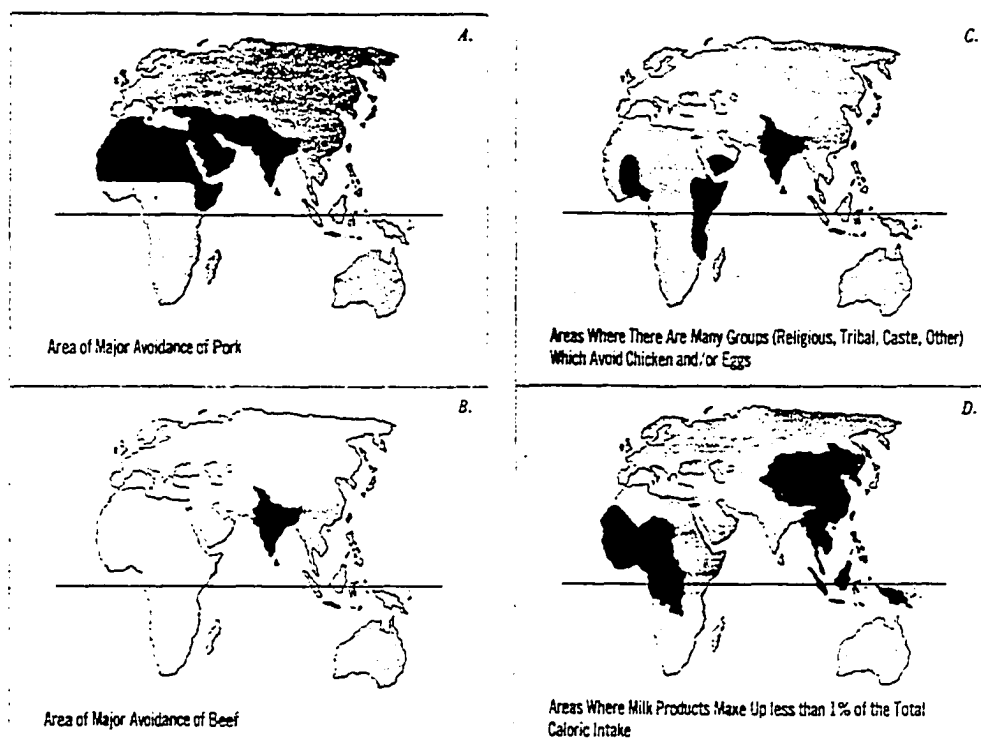 A.
Area of Major Avoidance of Pork
C.
Areas Where There Are Many Groups (Religious, Tribal, Caste, Other)
Which Avoid Chicken and/or Eggs
B.
Area of Major Avoidance of Beef
D.
Areas Where Milk Products Make Up less than 1% of the Total
Caloric Intake